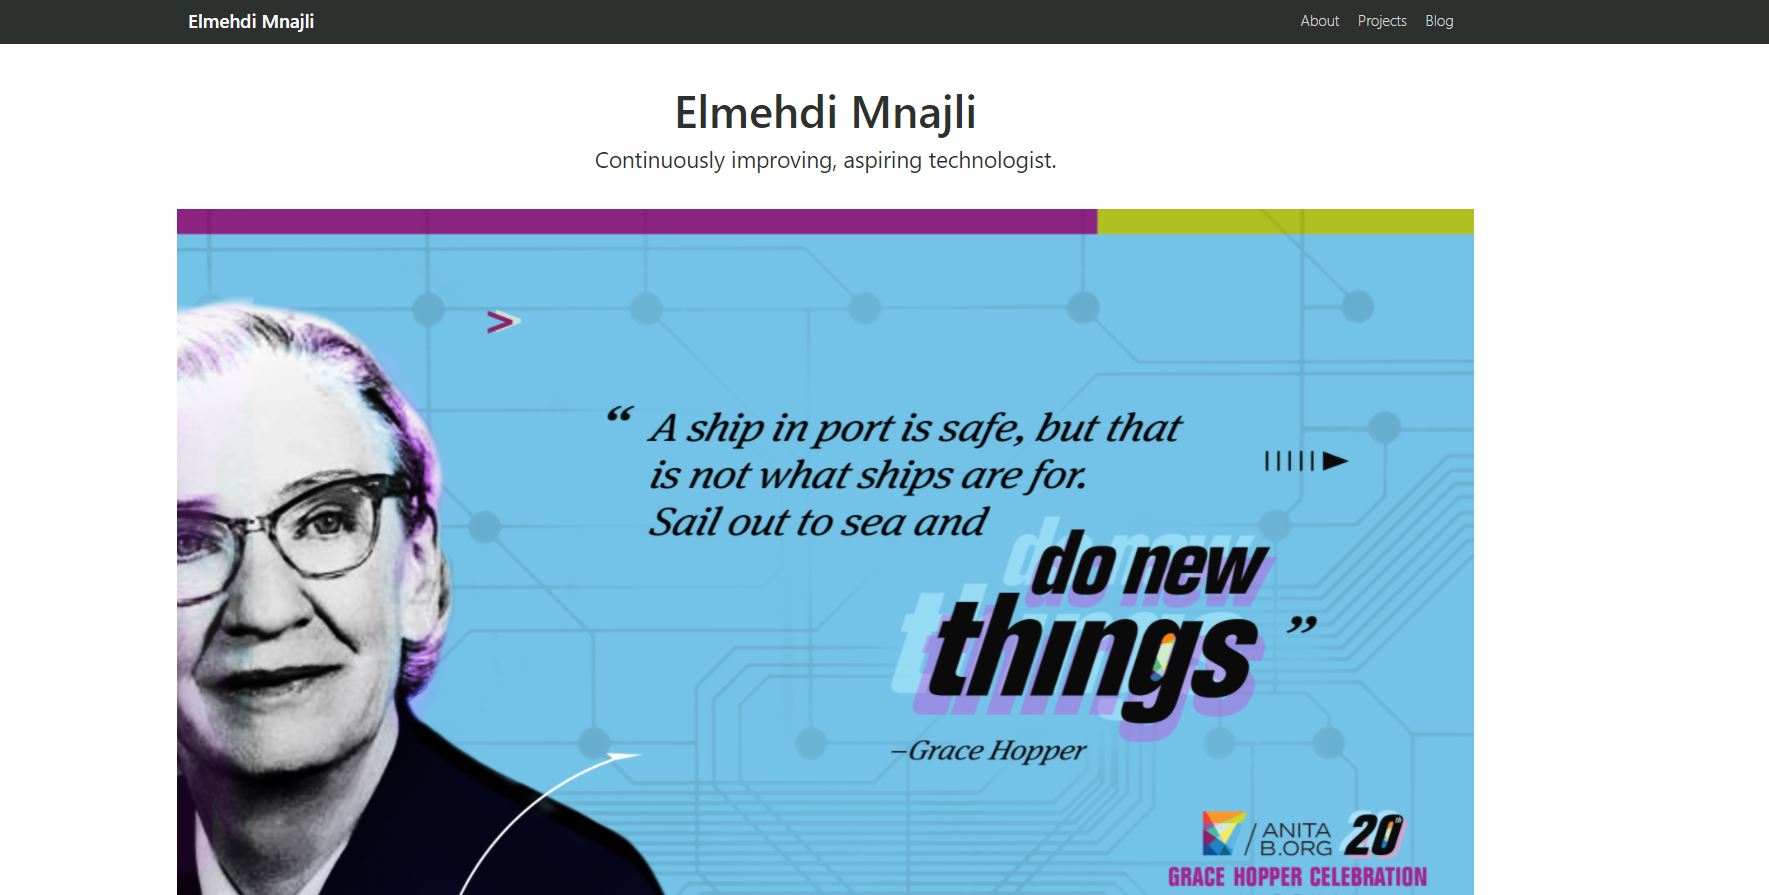 Elmehdi Mnajli
About Projects Blog
Elmehdi Mnajli
Continuously improving, aspiring technologist.
>
“ A ship in port is safe, but that
is not what ships are for.
Sail out to sea and
do new
things ”
–Grace Hopper
/ ANITA
B.ORG
20th
GRACE HOPPER CELEBRATION